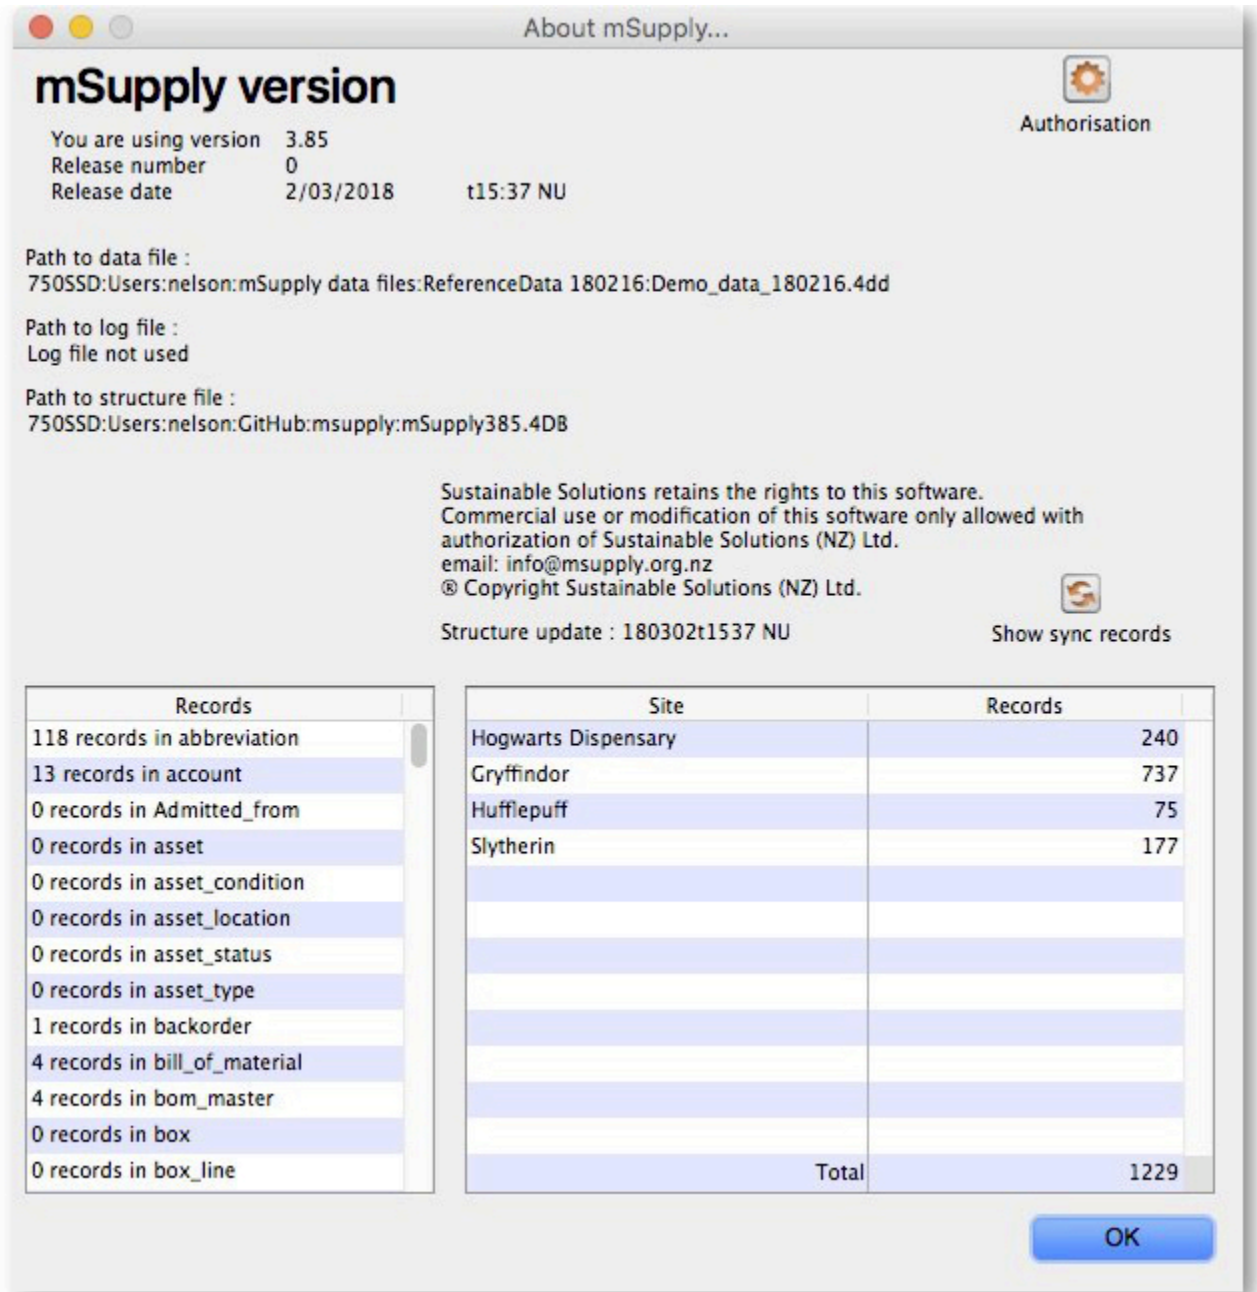 About mSupply...
mSupply version
Authorisation
You are using version 3.85
Release number 0
Release date 2/03/2018 t15:37 NU
Path to data file :
750SSD:Users:nelson:mSupply data files:ReferenceData 180216:Demo_data_180216.4dd
Path to log file :
Log file not used
Path to structure file :
750SSD:Users:nelson:GitHub:msupply:mSupply385.4DB
Sustainable Solutions retains the rights to this software.
Commercial use or modification of this software only allowed with
authorization of Sustainable Solutions (NZ) Ltd.
email: info@msupply.org.nz
® Copyright Sustainable Solutions (NZ) Ltd.
Structure update : 180302t1537 NU
Show sync records
Records
118 records in abbreviation
13 records in account
0 records in Admitted_from
0 records in asset
0 records in asset_condition
0 records in asset_location
0 records in asset_status
0 records in asset_type
1 records in backorder
4 records in bill_of_material
4 records in bom_master
0 records in box
0 records in box_line
Site Records
Hogwarts Dispensary 240
Gryffindor 737
Hufflepuff 75
Slytherin 177
Total 1229
OK